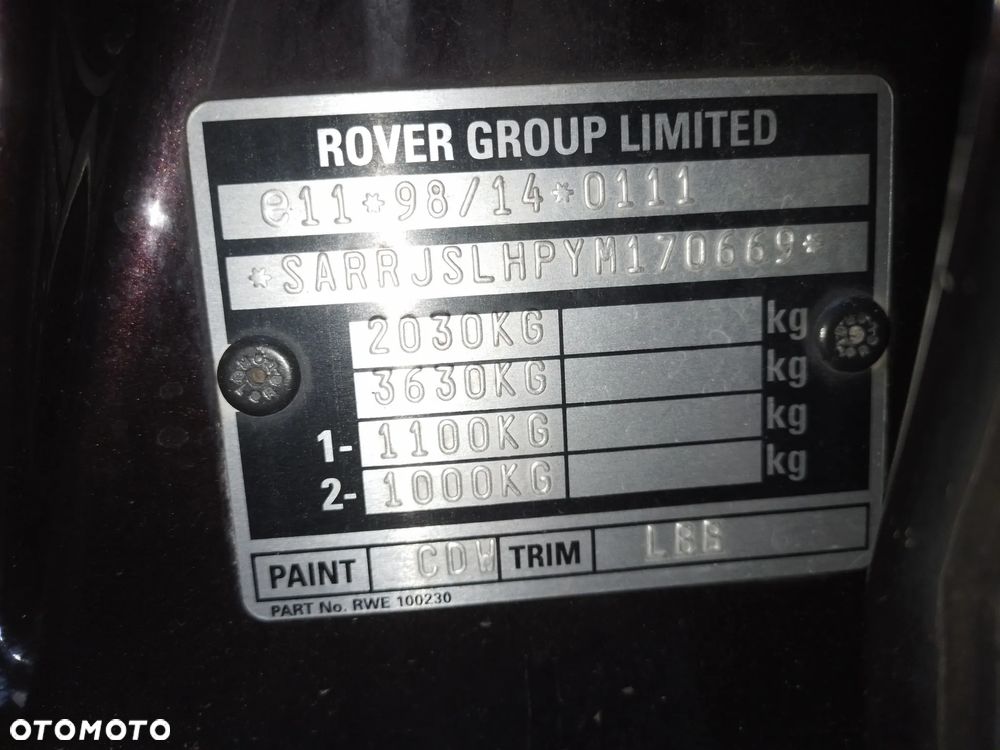 ROVER GROUP LIMITED
e11*98/14*0111
*SARRJSLHPYM170669*
2030KG kg
3630KG kg
1- 1100KG kg
2- 1000KG kg
PAINT CDW TRIM LBB
PART No. RWE 100230
OTOMOTO